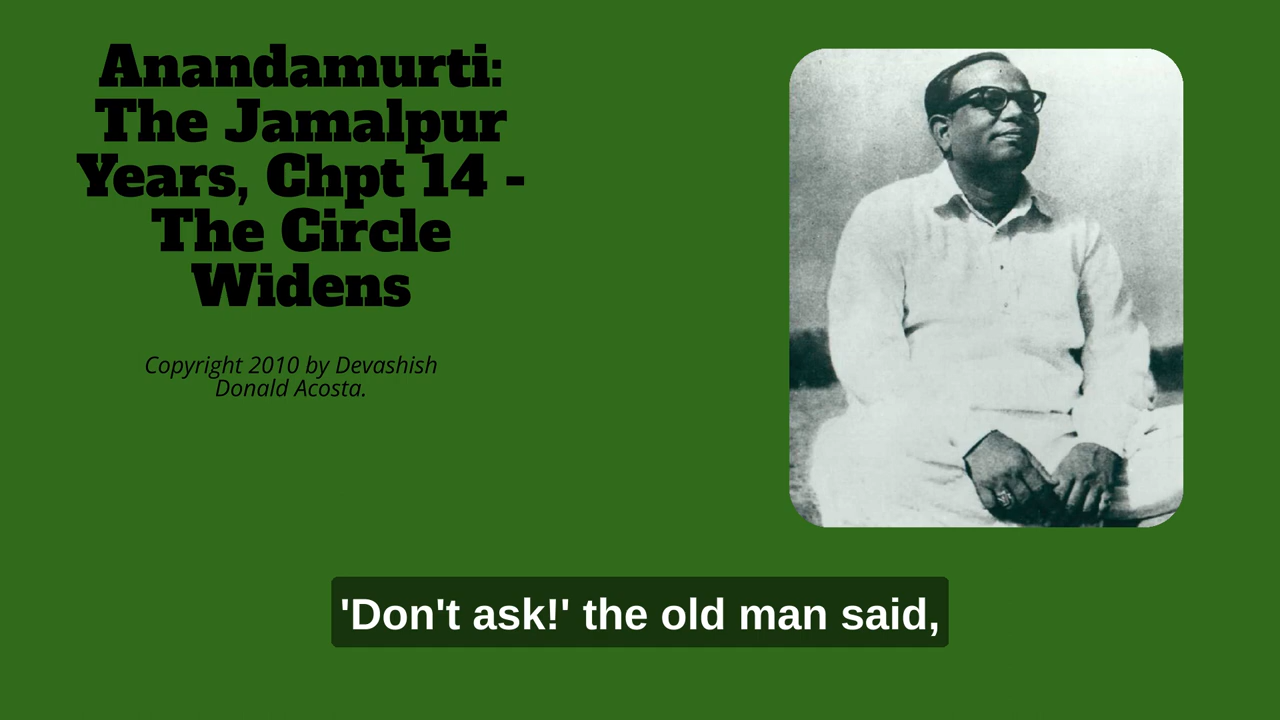 Anandamurti:
The Jamalpur
Years, Chpt 14 -
The Circle
Widens
Copyright 2010 by Devashish
Donald Acosta.
'Don't ask!' the old man said,